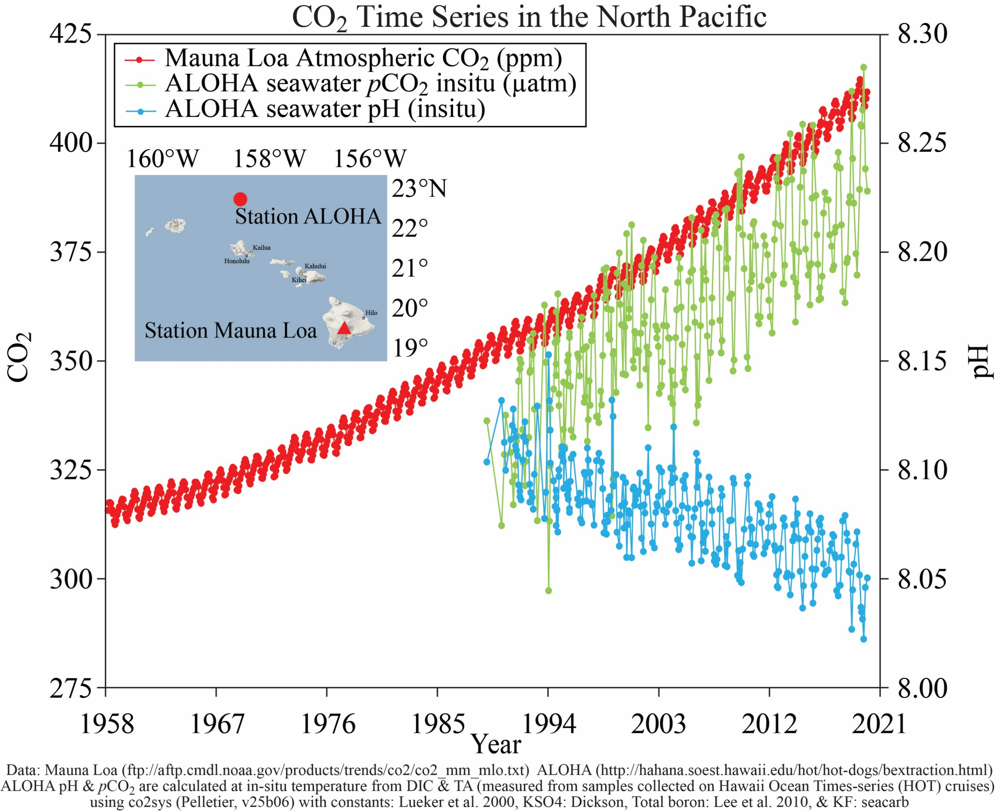 CO₂ Time Series in the North Pacific
425
8.30
Mauna Loa Atmospheric CO₂ (ppm)
ALOHA seawater pCO₂ insitu (µatm)
ALOHA seawater pH (insitu)
400
8.25
160°W 158°W 156°W
23°N
Station ALOHA
22°
375
8.20
Kailua
Honolulu
21°
Kahului
Kihei
20°
Hilo
Station Mauna Loa
19°
CO₂
350
8.15
pH
325
8.10
300
8.05
275
8.00
1958 1967 1976 1985 1994 2003 2012 2021
Year
Data: Mauna Loa (ftp://aftp.cmdl.noaa.gov/products/trends/co2/co2_mm_mlo.txt) ALOHA (http://hahana.soest.hawaii.edu/hot/hot-dogs/bextraction.html)
ALOHA pH & pCO₂ are calculated at in-situ temperature from DIC & TA (measured from samples collected on Hawaii Ocean Times-series (HOT) cruises)
using co2sys (Pelletier, v25b06) with constants: Lueker et al. 2000, KSO4: Dickson, Total boron: Lee et al. 2010, & KF: seacarb